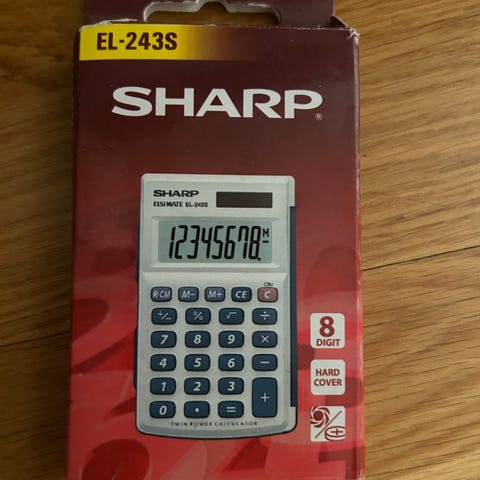 EL-243S
SHARP®
SHARP
ELSI MATE EL-243S
12345678. M −
ON
R·CM M− M+ CE C
+/− % √ ÷
7 8 9 ×
4 5 6 −
1 2 3 +
0 • =
TWIN POWER CALCULATOR
8
DIGIT
HARD
COVER